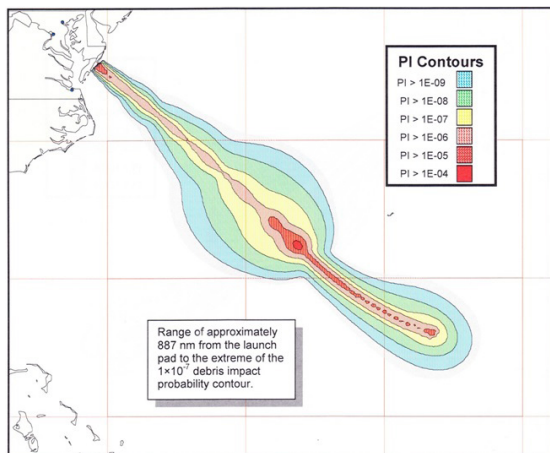 PI Contours
PI > 1E-09
PI > 1E-08
PI > 1E-07
PI > 1E-06
PI > 1E-05
PI > 1E-04
Range of approximately
887 nm from the launch
pad to the extreme of the
1×10⁻⁷ debris impact
probability contour.